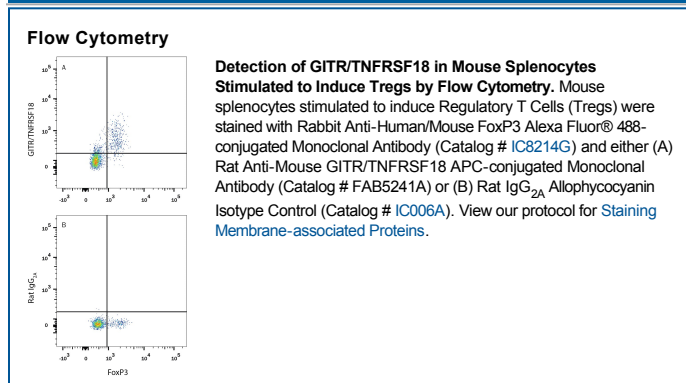 Flow Cytometry
A
10⁵
10⁴
10³
0
GITR/TNFRSF18
-10³ 0 10³ 10⁴ 10⁵
B
10⁵
10⁴
10³
0
Rat IgG₂A
-10³ 0 10³ 10⁴ 10⁵
FoxP3
Detection of GITR/TNFRSF18 in Mouse Splenocytes
Stimulated to Induce Tregs by Flow Cytometry. Mouse
splenocytes stimulated to induce Regulatory T Cells (Tregs) were
stained with Rabbit Anti-Human/Mouse FoxP3 Alexa Fluor® 488-
conjugated Monoclonal Antibody (Catalog # IC8214G) and either (A)
Rat Anti-Mouse GITR/TNFRSF18 APC-conjugated Monoclonal
Antibody (Catalog # FAB5241A) or (B) Rat IgG₂A Allophycocyanin
Isotype Control (Catalog # IC006A). View our protocol for Staining
Membrane-associated Proteins.